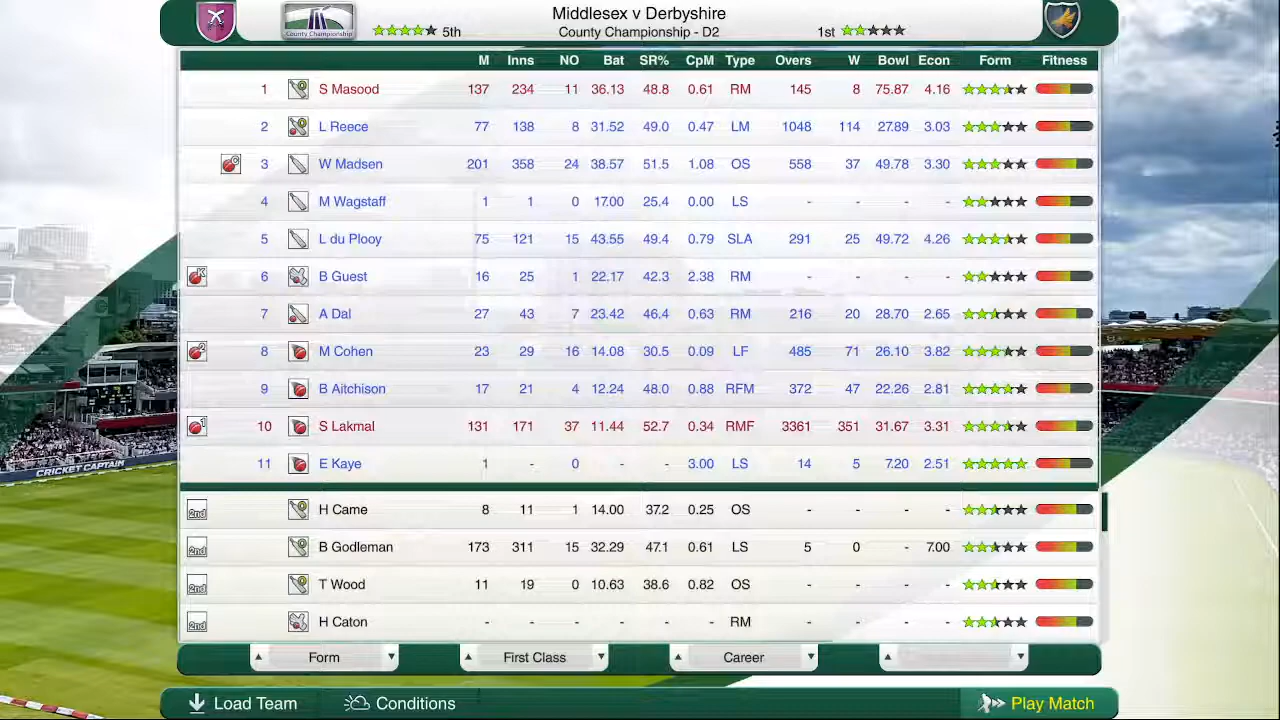 Middlesex v Derbyshire
County Championship
5th County Championship - D2 1st
M Inns NO Bat SR% CpM Type Overs W Bowl Econ Form Fitness
1 S Masood 137 234 11 36.13 48.8 0.61 RM 145 8 75.87 4.16
2 L Reece 77 138 8 31.52 49.0 0.47 LM 1048 114 27.89 3.03
3 W Madsen 201 358 24 38.57 51.5 1.08 OS 558 37 49.78 3.30
4 M Wagstaff 1 1 0 17.00 25.4 0.00 LS - - - -
5 L du Plooy 75 121 15 43.55 49.4 0.79 SLA 291 25 49.72 4.26
K 6 B Guest 16 25 1 22.17 42.3 2.38 RM - - - -
7 A Dal 27 43 7 23.42 46.4 0.63 RM 216 20 28.70 2.65
2 8 M Cohen 23 29 16 14.08 30.5 0.09 LF 485 71 26.10 3.82
9 B Aitchison 17 21 4 12.24 48.0 0.88 RFM 372 47 22.26 2.81
1 10 S Lakmal 131 171 37 11.44 52.7 0.34 RMF 3361 351 31.67 3.31
11 E Kaye 1 - 0 - - 3.00 LS 14 5 7.20 2.51
2nd H Came 8 11 1 14.00 37.2 0.25 OS - - - -
2nd B Godleman 173 311 15 32.29 47.1 0.61 LS 5 0 - 7.00
2nd T Wood 11 19 0 10.63 38.6 0.82 OS - - - -
2nd H Caton - - - - - - RM - - - -
CRICKET CAPTAIN
Form First Class Career
Load Team Conditions Play Match